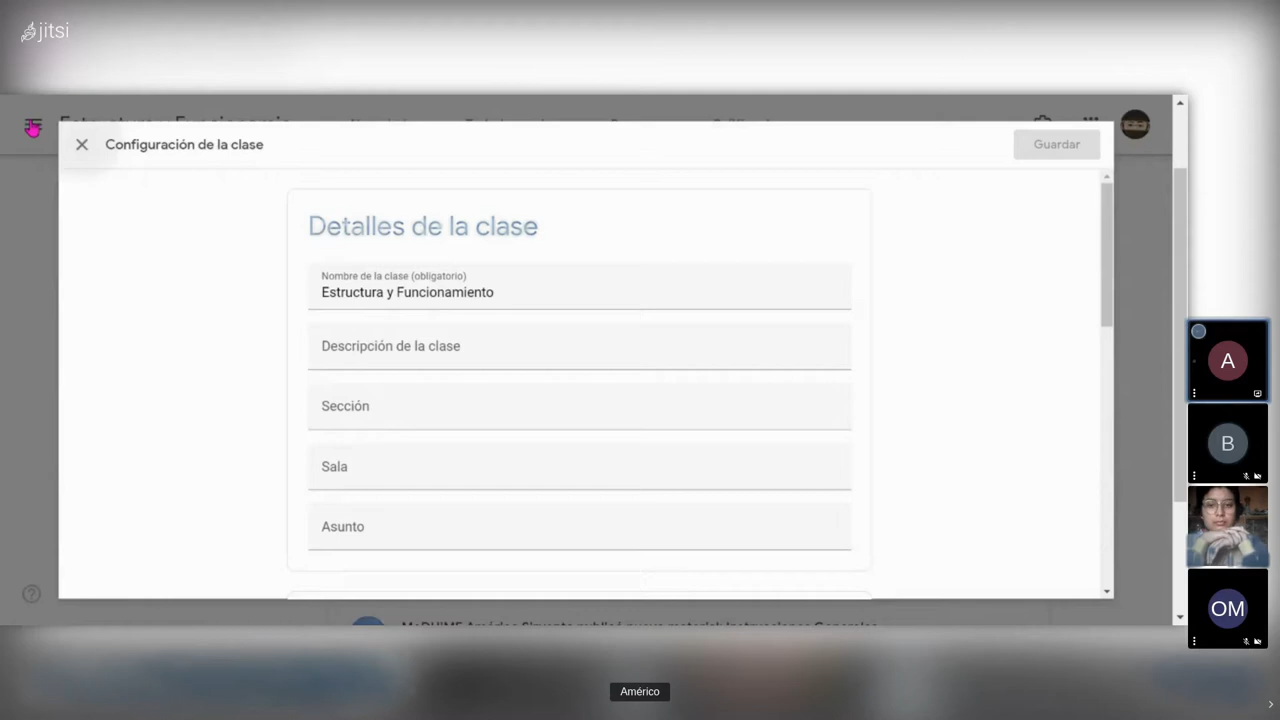 jitsi
Configuración de la clase
Guardar
Detalles de la clase
Nombre de la clase (obligatorio)
Estructura y Funcionamiento
Descripción de la clase
Sección
Sala
Asunto
A
B
OM
Américo